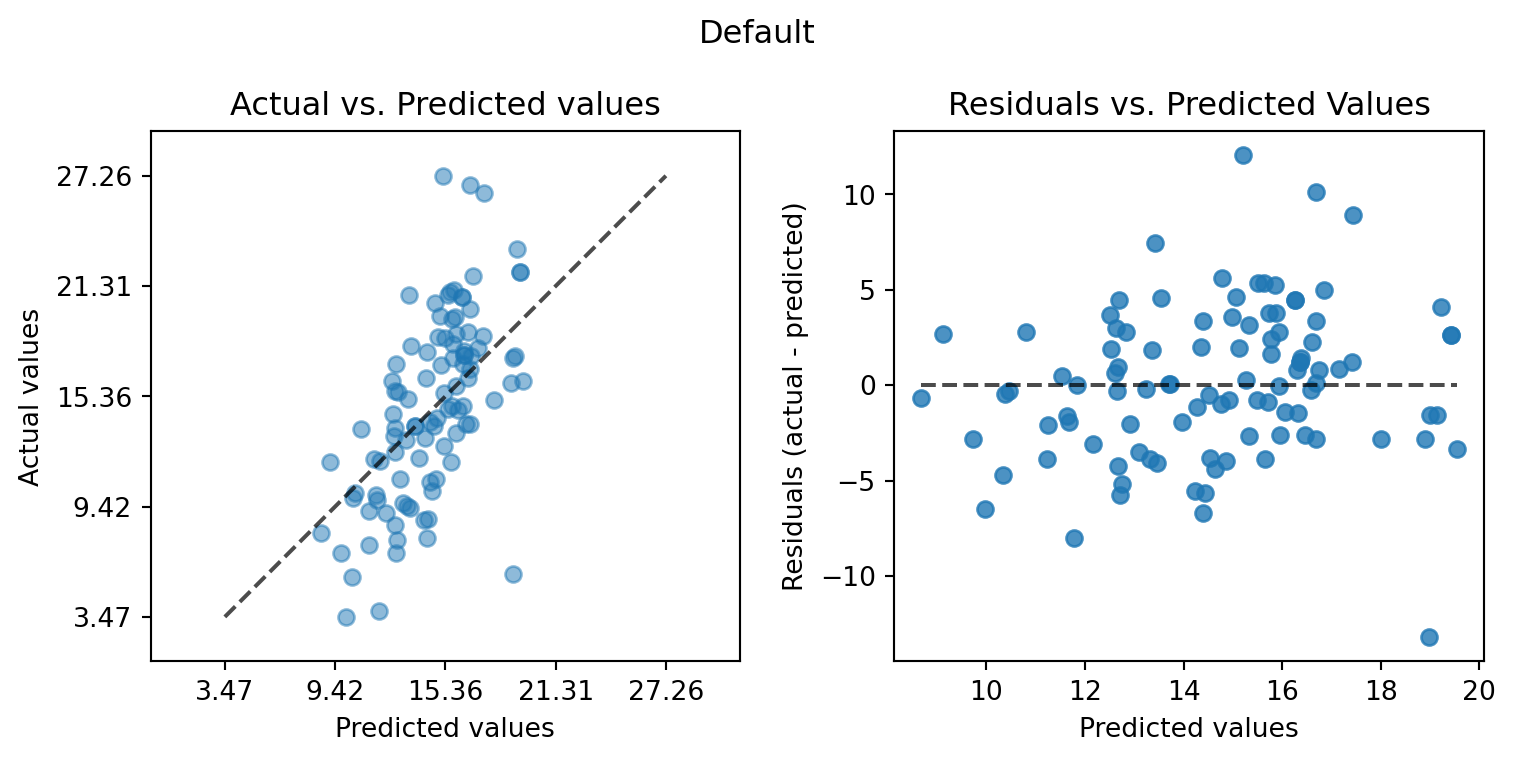 Default
Actual vs. Predicted values
Actual values
27.26
21.31
15.36
9.42
3.47
3.47 9.42 15.36 21.31 27.26
Predicted values
Residuals vs. Predicted Values
Residuals (actual - predicted)
10
5
0
−5
−10
10 12 14 16 18 20
Predicted values